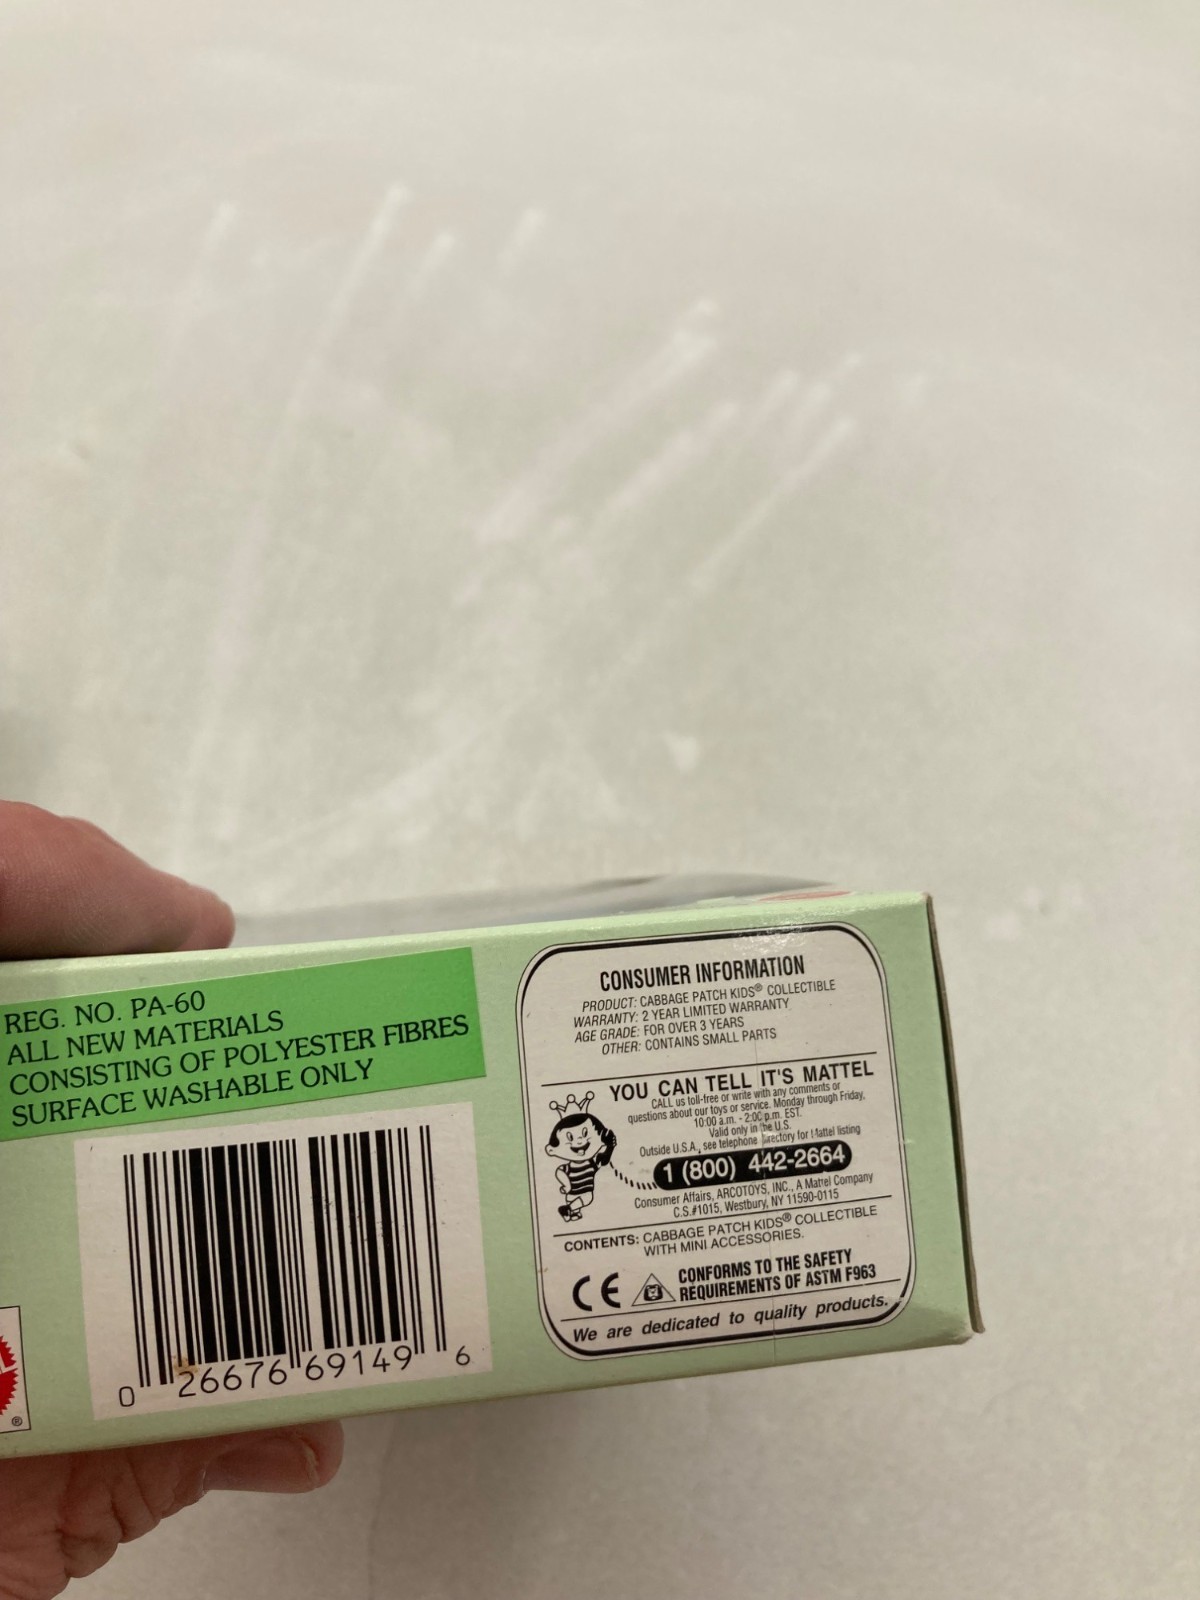 REG. NO. PA-60
ALL NEW MATERIALS
CONSISTING OF POLYESTER FIBRES
SURFACE WASHABLE ONLY
0 26676 69149 6
®
CONSUMER INFORMATION
PRODUCT: CABBAGE PATCH KIDS® COLLECTIBLE
WARRANTY: 2 YEAR LIMITED WARRANTY
AGE GRADE: FOR OVER 3 YEARS
OTHER: CONTAINS SMALL PARTS
YOU CAN TELL IT'S MATTEL
CALL us toll-free or write with any comments or
questions about our toys or service. Monday through Friday,
10:00 a.m. - 2:00 p.m. EST.
Valid only in the U.S.
Outside U.S.A., see telephone directory for Mattel listing
1 (800) 442-2664
Consumer Affairs, ARCOTOYS, INC., A Mattel Company
C.S.#1015, Westbury, NY 11590-0115
CONTENTS: CABBAGE PATCH KIDS® COLLECTIBLE
WITH MINI ACCESSORIES.
CE
CONFORMS TO THE SAFETY
REQUIREMENTS OF ASTM F963
We are dedicated to quality products.